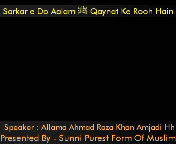 Sarkar e Do Aalam ﷺ Qaynat Ke Rooh Hain
Speaker : Allama Ahmad Raza Khan Amjadi Hh
Presented By - Sunni Purest Form Of Muslim